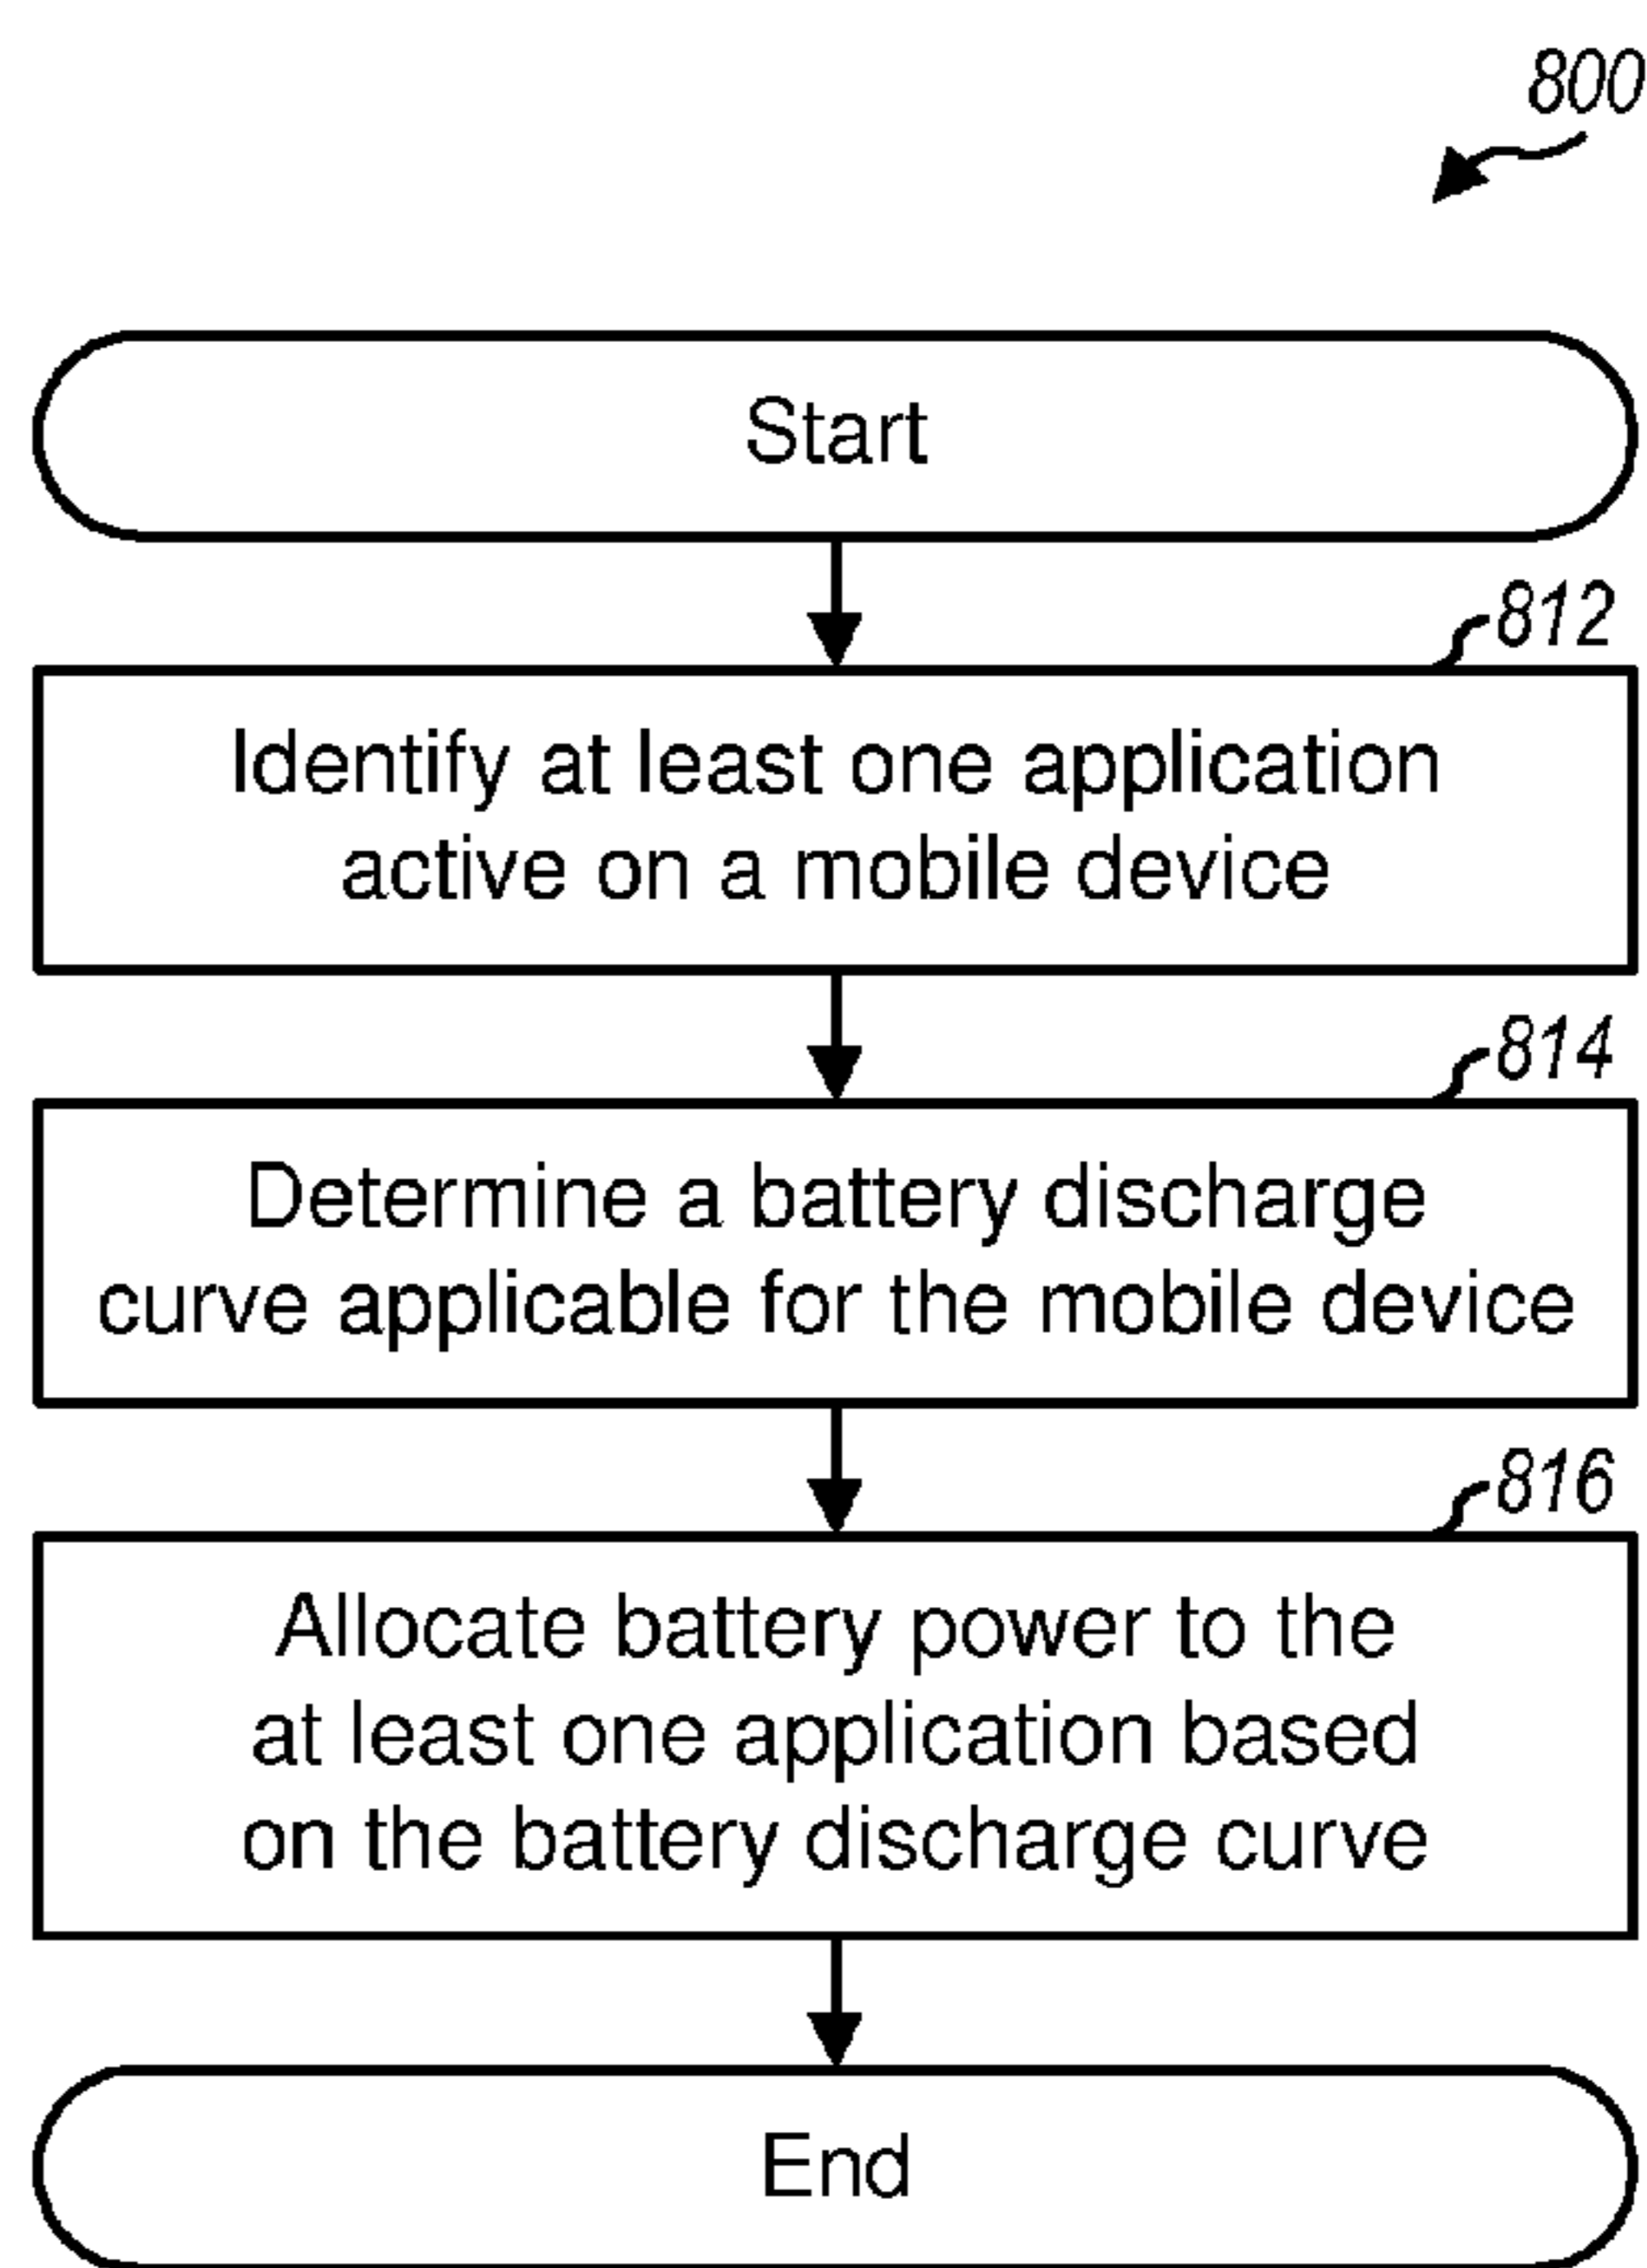 800
Start
812
Identify at least one application
active on a mobile device
814
Determine a battery discharge
curve applicable for the mobile device
816
Allocate battery power to the
at least one application based
on the battery discharge curve
End